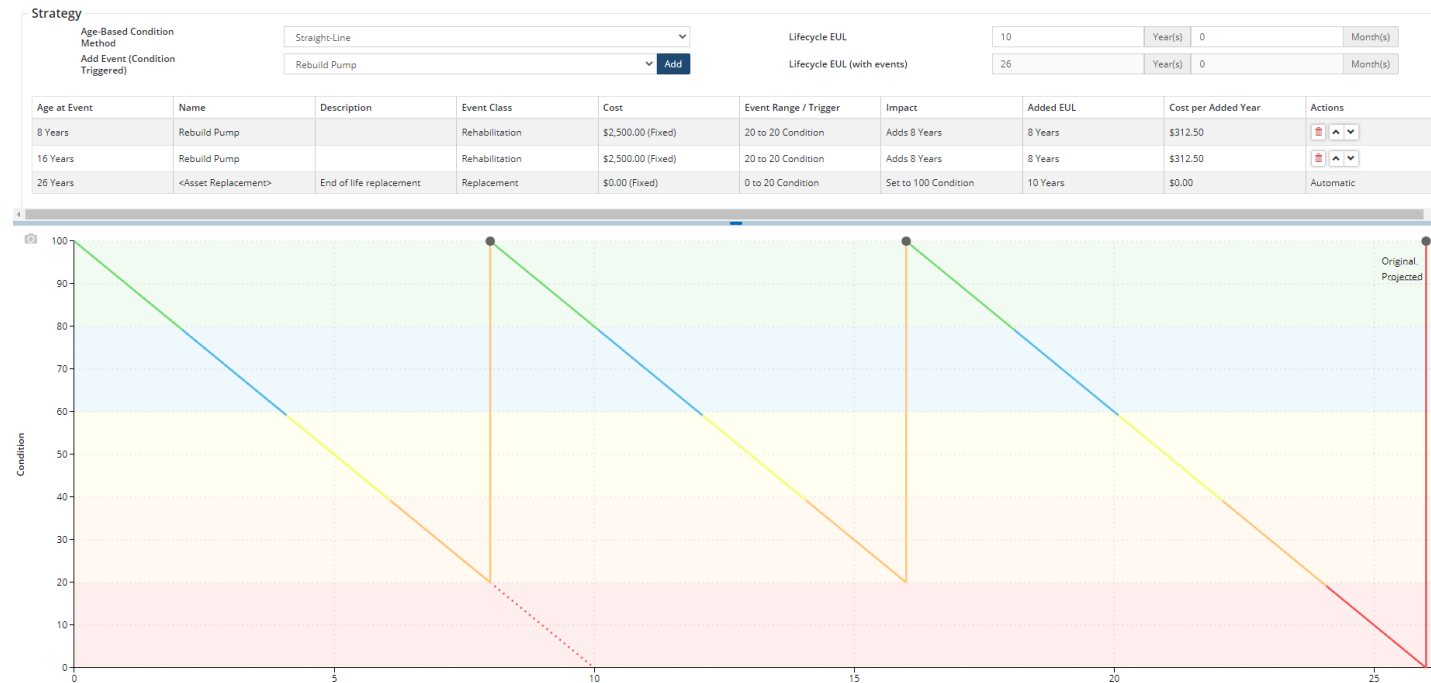 Strategy
Age-Based Condition Method
Straight-Line
Lifecycle EUL
10 Year(s) 0 Month(s)
Add Event (Condition Triggered)
Rebuild Pump Add
Lifecycle EUL (with events)
26 Year(s) 0 Month(s)
Age at Event Name Description Event Class Cost Event Range / Trigger Impact Added EUL Cost per Added Year Actions
8 Years Rebuild Pump Rehabilitation $2,500.00 (Fixed) 20 to 20 Condition Adds 8 Years 8 Years $312.50
16 Years Rebuild Pump Rehabilitation $2,500.00 (Fixed) 20 to 20 Condition Adds 8 Years 8 Years $312.50
26 Years <Asset Replacement> End of life replacement Replacement $0.00 (Fixed) 0 to 20 Condition Set to 100 Condition 10 Years $0.00 Automatic
100
Original.
Projected
90
80
70
60
50
40
30
20
10
0
Condition
0 5 10 15 20 25